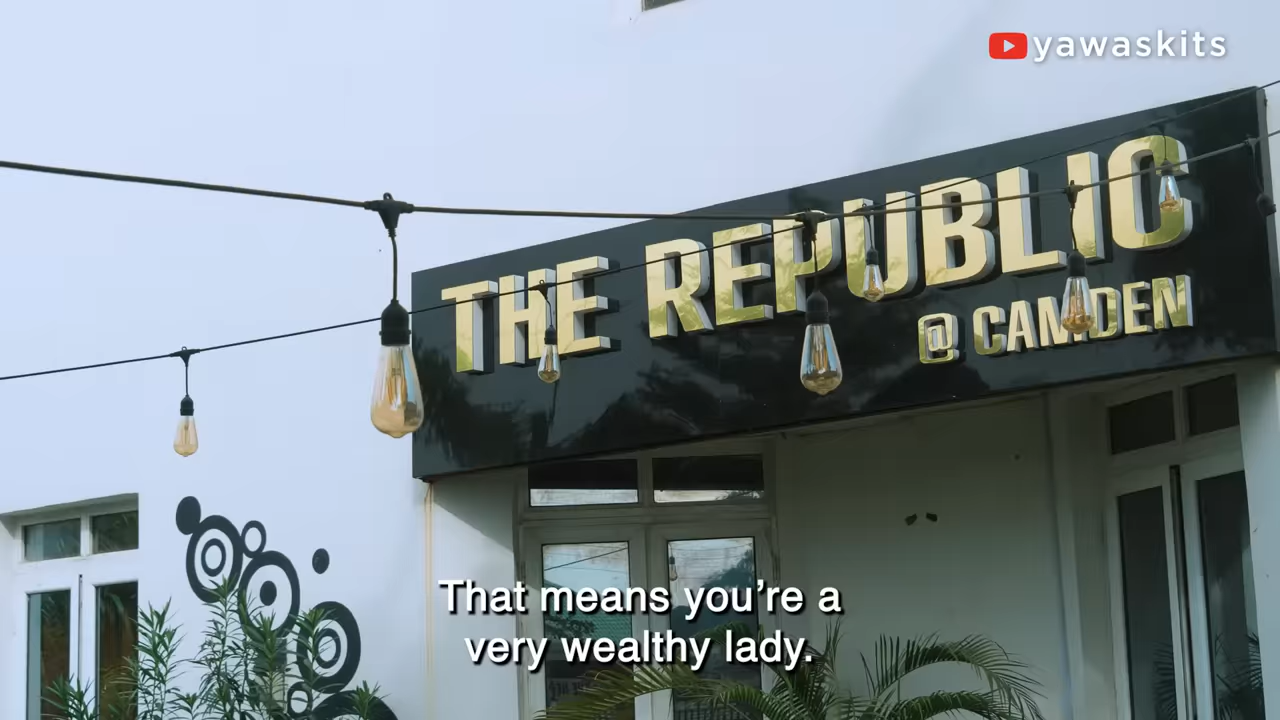 yawaskits
THE REPUBLIC
@ CAMDEN
That means you're a
very wealthy lady.